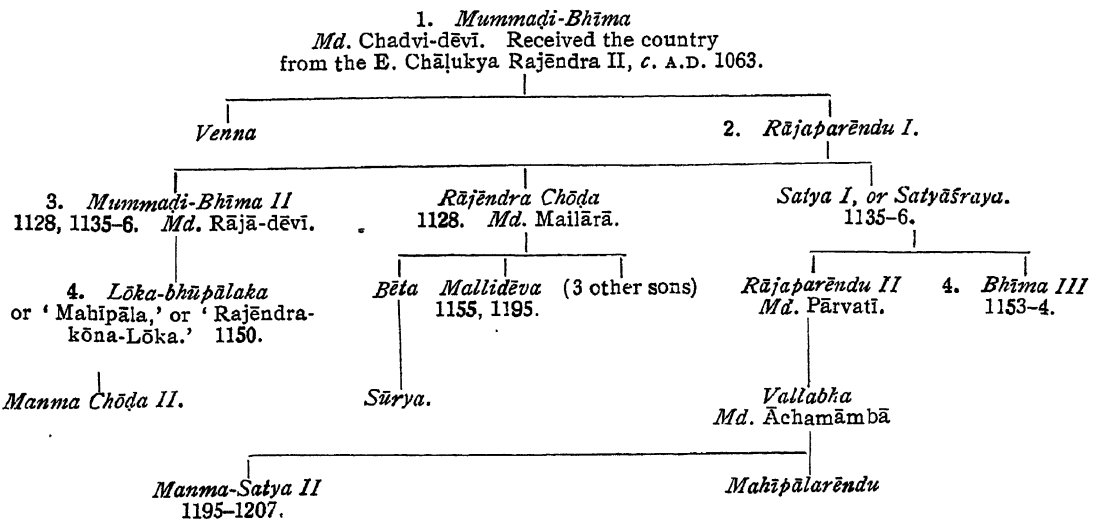 1. Mummaḍi-Bhīma
Md. Chadvi-dēvī. Received the country
from the E. Chāḷukya Rajēndra II, c. A.D. 1063.
Venna
2. Rājaparēndu I.
3. Mummaḍi-Bhīma II
1128, 1135–6. Md. Rājā-dēvī.
Rājēndra Chōḍa
1128. Md. Mailārā.
Satya I, or Satyāśraya.
1135–6.
4. Lōka-bhūpālaka
or ‘ Mahīpāla,’ or ‘ Rajēndra-
kōna-Lōka.’ 1150.
Bēta Mallidēva (3 other sons)
1155, 1195.
Rājaparēndu II
Md. Pārvatī.
4. Bhīma III
1153–4.
Manma Chōḍa II.
Sūrya.
Vallabha
Md. Āchamāmbā
Manma-Satya II
1195–1207.
Mahīpālarēndu